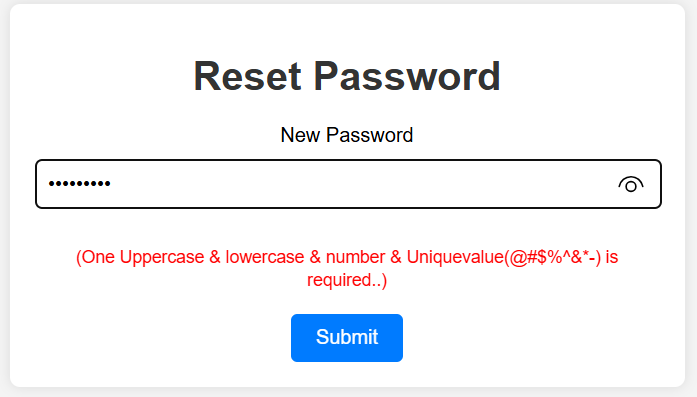 Reset Password
New Password
•••••••••
(One Uppercase & lowercase & number & Uniquevalue(@#$%^&*-) is
required..)
Submit